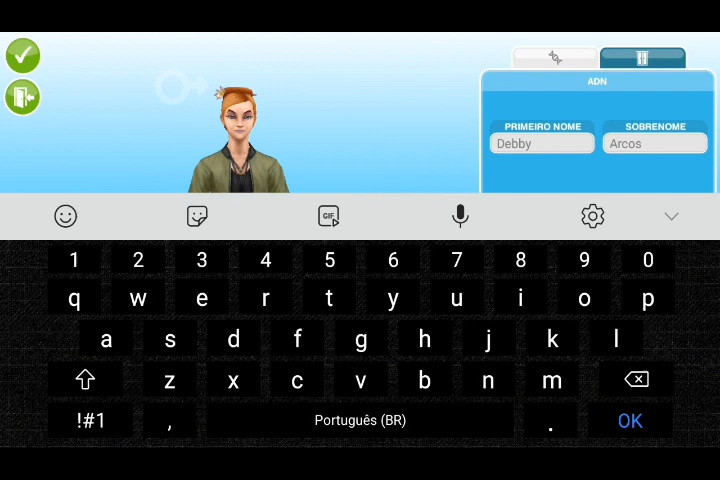 ADN
PRIMEIRO NOME SOBRENOME
Debby Arcos
GIF
1 2 3 4 5 6 7 8 9 0
q w e r t y u i o p
a s d f g h j k l
z x c v b n m
!#1 , Português (BR) . OK